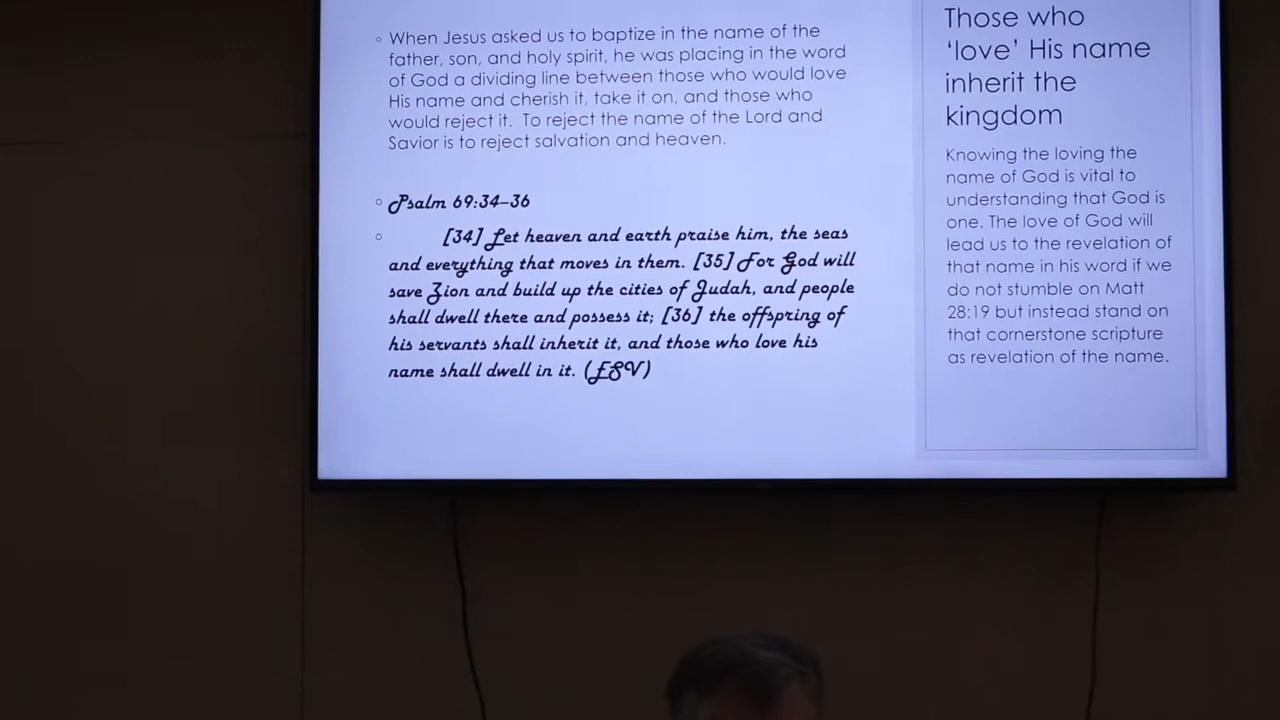 When Jesus asked us to baptize in the name of the
father, son, and holy spirit, he was placing in the word
of God a dividing line between those who would love
His name and cherish it, take it on, and those who
would reject it.  To reject the name of the Lord and
Savior is to reject salvation and heaven.
Psalm 69:34–36
[34] Let heaven and earth praise him, the seas
and everything that moves in them. [35] For God will
save Zion and build up the cities of Judah, and people
shall dwell there and possess it; [36] the offspring of
his servants shall inherit it, and those who love his
name shall dwell in it. (ESV)
Those who
‘love’ His name
inherit the
kingdom
Knowing the loving the
name of God is vital to
understanding that God is
one. The love of God will
lead us to the revelation of
that name in his word if we
do not stumble on Matt
28:19 but instead stand on
that cornerstone scripture
as revelation of the name.